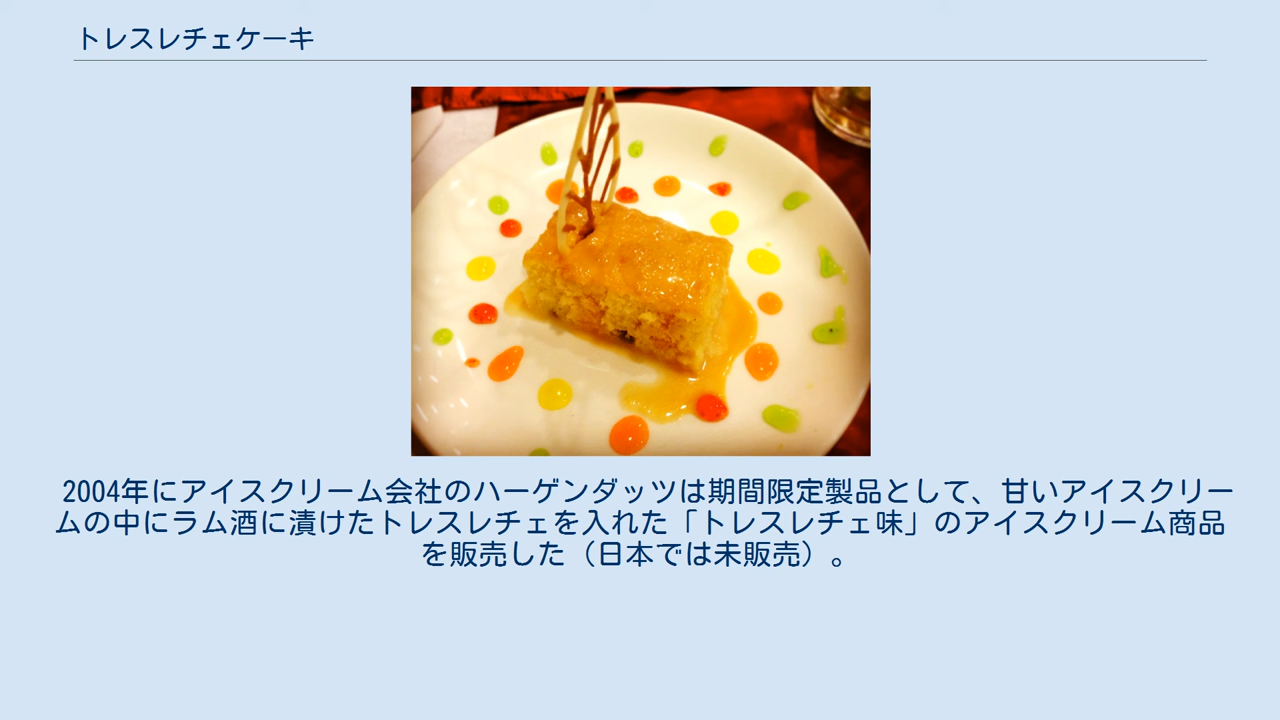 トレスレチェケーキ
2004年にアイスクリーム会社のハーゲンダッツは期間限定製品として、甘いアイスクリー
ムの中にラム酒に漬けたトレスレチェを入れた「トレスレチェ味」のアイスクリーム商品
を販売した（日本では未販売）。